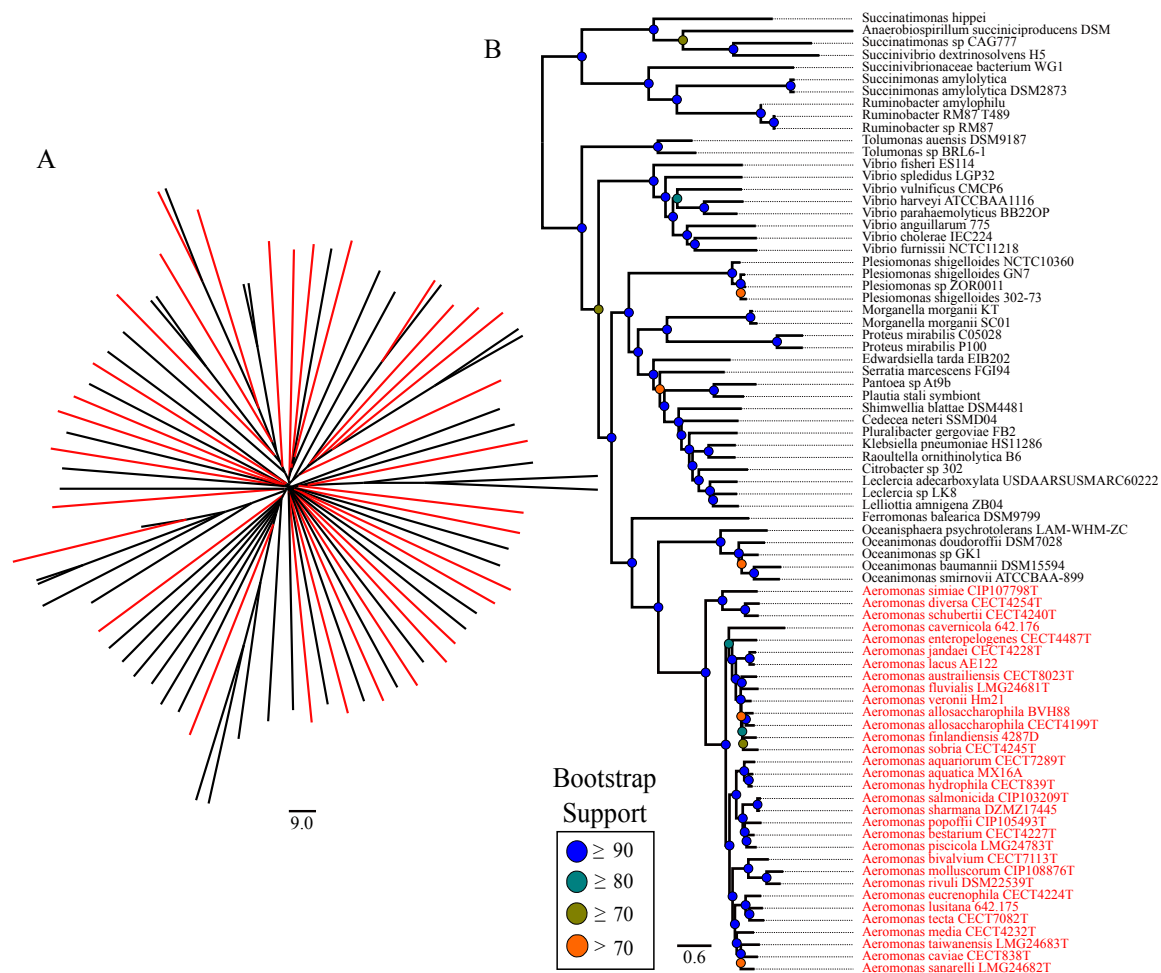 A
B
Succinatimonas hippei
Anaerobiospirillum succiniciproducens DSM
Succinatimonas sp CAG777
Succinivibrio dextrinosolvens H5
Succinivibrionaceae bacterium WG1
Succinimonas amylolytica
Succinimonas amylolytica DSM2873
Ruminobacter amylophilu
Ruminobacter RM87 T489
Ruminobacter sp RM87
Tolumonas auensis DSM9187
Tolumonas sp BRL6-1
Vibrio fisheri ES114
Vibrio spledidus LGP32
Vibrio vulnificus CMCP6
Vibrio harveyi ATCCBAA1116
Vibrio parahaemolyticus BB22OP
Vibrio anguillarum 775
Vibrio cholerae IEC224
Vibrio furnissii NCTC11218
Plesiomonas shigelloides NCTC10360
Plesiomonas shigelloides GN7
Plesiomonas sp ZOR0011
Plesiomonas shigelloides 302-73
Morganella morganii KT
Morganella morganii SC01
Proteus mirabilis C05028
Proteus mirabilis P100
Edwardsiella tarda EIB202
Serratia marcescens FGI94
Pantoea sp At9b
Plautia stali symbiont
Shimwellia blattae DSM4481
Cedecea neteri SSMD04
Pluralibacter gergoviae FB2
Klebsiella pneumoniae HS11286
Raoultella ornithinolytica B6
Citrobacter sp 302
Leclercia adecarboxylata USDAARSUSMARC60222
Leclercia sp LK8
Lelliottia amnigena ZB04
Ferromonas balearica DSM9799
Oceanisphaera psychrotolerans LAM-WHM-ZC
Oceanimonas doudoroffii DSM7028
Oceanimonas sp GK1
Oceanimonas baumannii DSM15594
Oceanimonas smirnovii ATCCBAA-899
Aeromonas simiae CIP107798T
Aeromonas diversa CECT4254T
Aeromonas schubertii CECT4240T
Aeromonas cavernicola 642.176
Aeromonas enteropelogenes CECT4487T
Aeromonas jandaei CECT4228T
Aeromonas lacus AE122
Aeromonas austrailiensis CECT8023T
Aeromonas fluvialis LMG24681T
Aeromonas veronii Hm21
Aeromonas allosaccharophila BVH88
Aeromonas allosaccharophila CECT4199T
Aeromonas finlandiensis 4287D
Aeromonas sobria CECT4245T
Aeromonas aquariorum CECT7289T
Aeromonas aquatica MX16A
Aeromonas hydrophila CECT839T
Aeromonas salmonicida CIP103209T
Aeromonas sharmana DZMZ17445
Aeromonas popoffii CIP105493T
Aeromonas bestarium CECT4227T
Aeromonas piscicola LMG24783T
Aeromonas bivalvium CECT7113T
Aeromonas molluscorum CIP108876T
Aeromonas rivuli DSM22539T
Aeromonas eucrenophila CECT4224T
Aeromonas lusitana 642.175
Aeromonas tecta CECT7082T
Aeromonas media CECT4232T
Aeromonas taiwanensis LMG24683T
Aeromonas caviae CECT838T
Aeromonas sanarelli LMG24682T
9.0
Bootstrap
Support
≥ 90
≥ 80
≥ 70
> 70
0.6